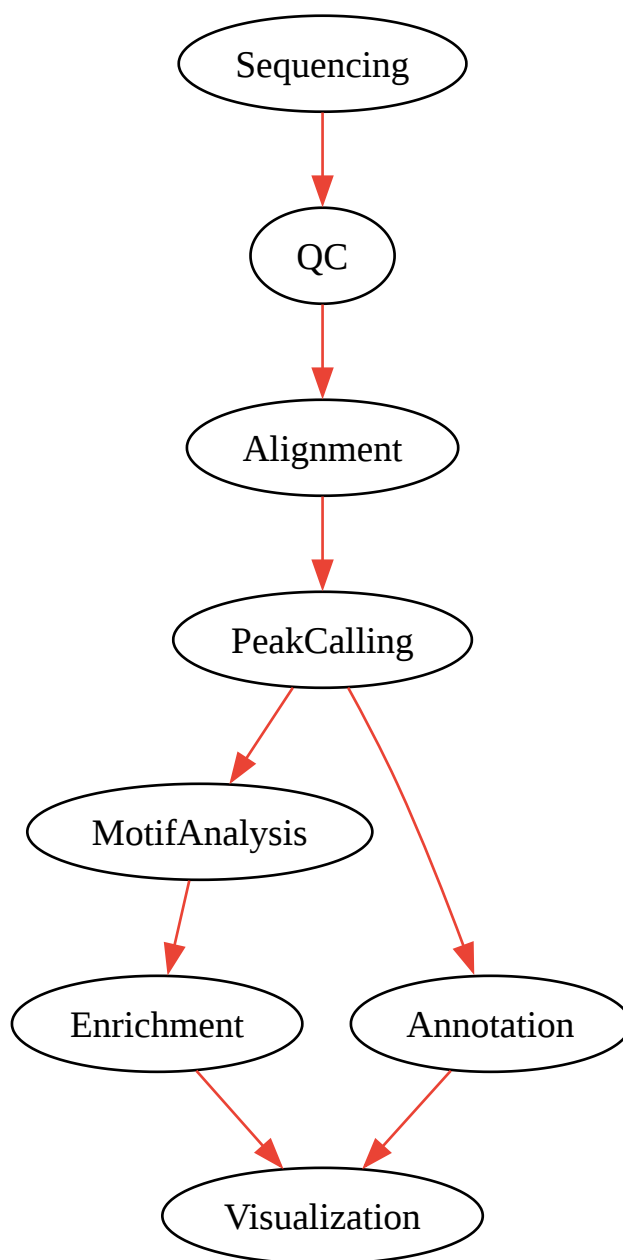 Sequencing
QC
Alignment
PeakCalling
MotifAnalysis
Enrichment
Annotation
Visualization